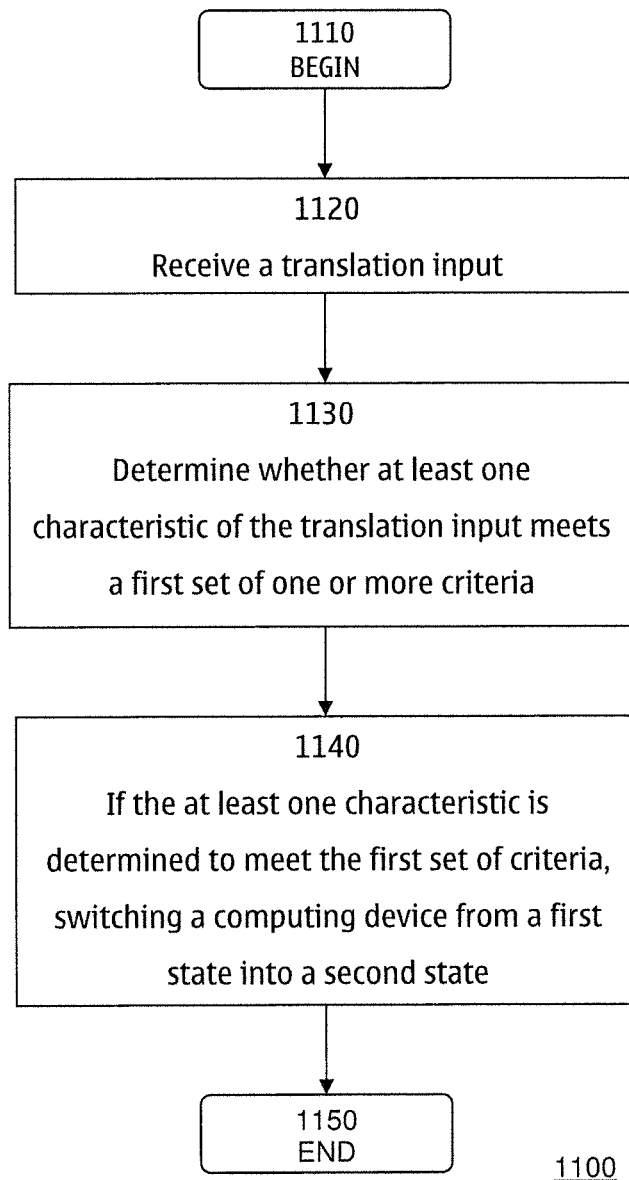 1110
BEGIN
1120
Receive a translation input
1130
Determine whether at least one
characteristic of the translation input meets
a first set of one or more criteria
1140
If the at least one characteristic is
determined to meet the first set of criteria,
switching a computing device from a first
state into a second state
1150
END
1100